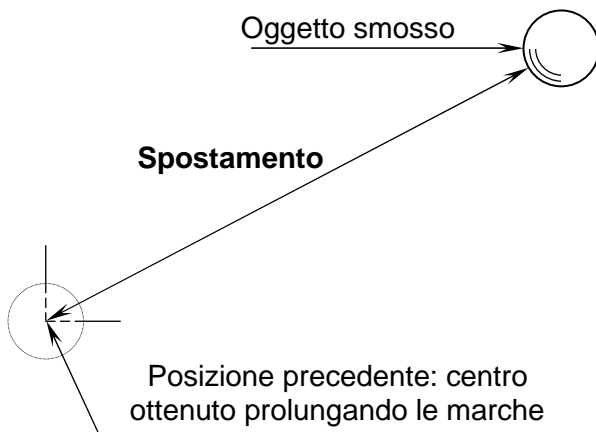 Oggetto smosso
Spostamento
Posizione precedente: centro
ottenuto prolungando le marche